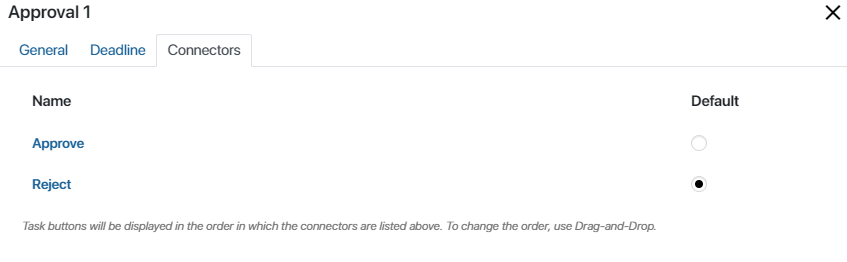 Approval 1
General Deadline Connectors
Name Default
Approve
Reject
Task buttons will be displayed in the order in which the connectors are listed above. To change the order, use Drag-and-Drop.